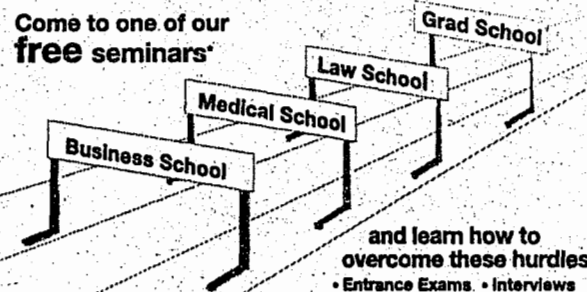 Come to one of our
free seminars*
Grad School
Law School
Medical School
Business School
and learn how to
overcome these hurdles
• Entrance Exams • Interviews